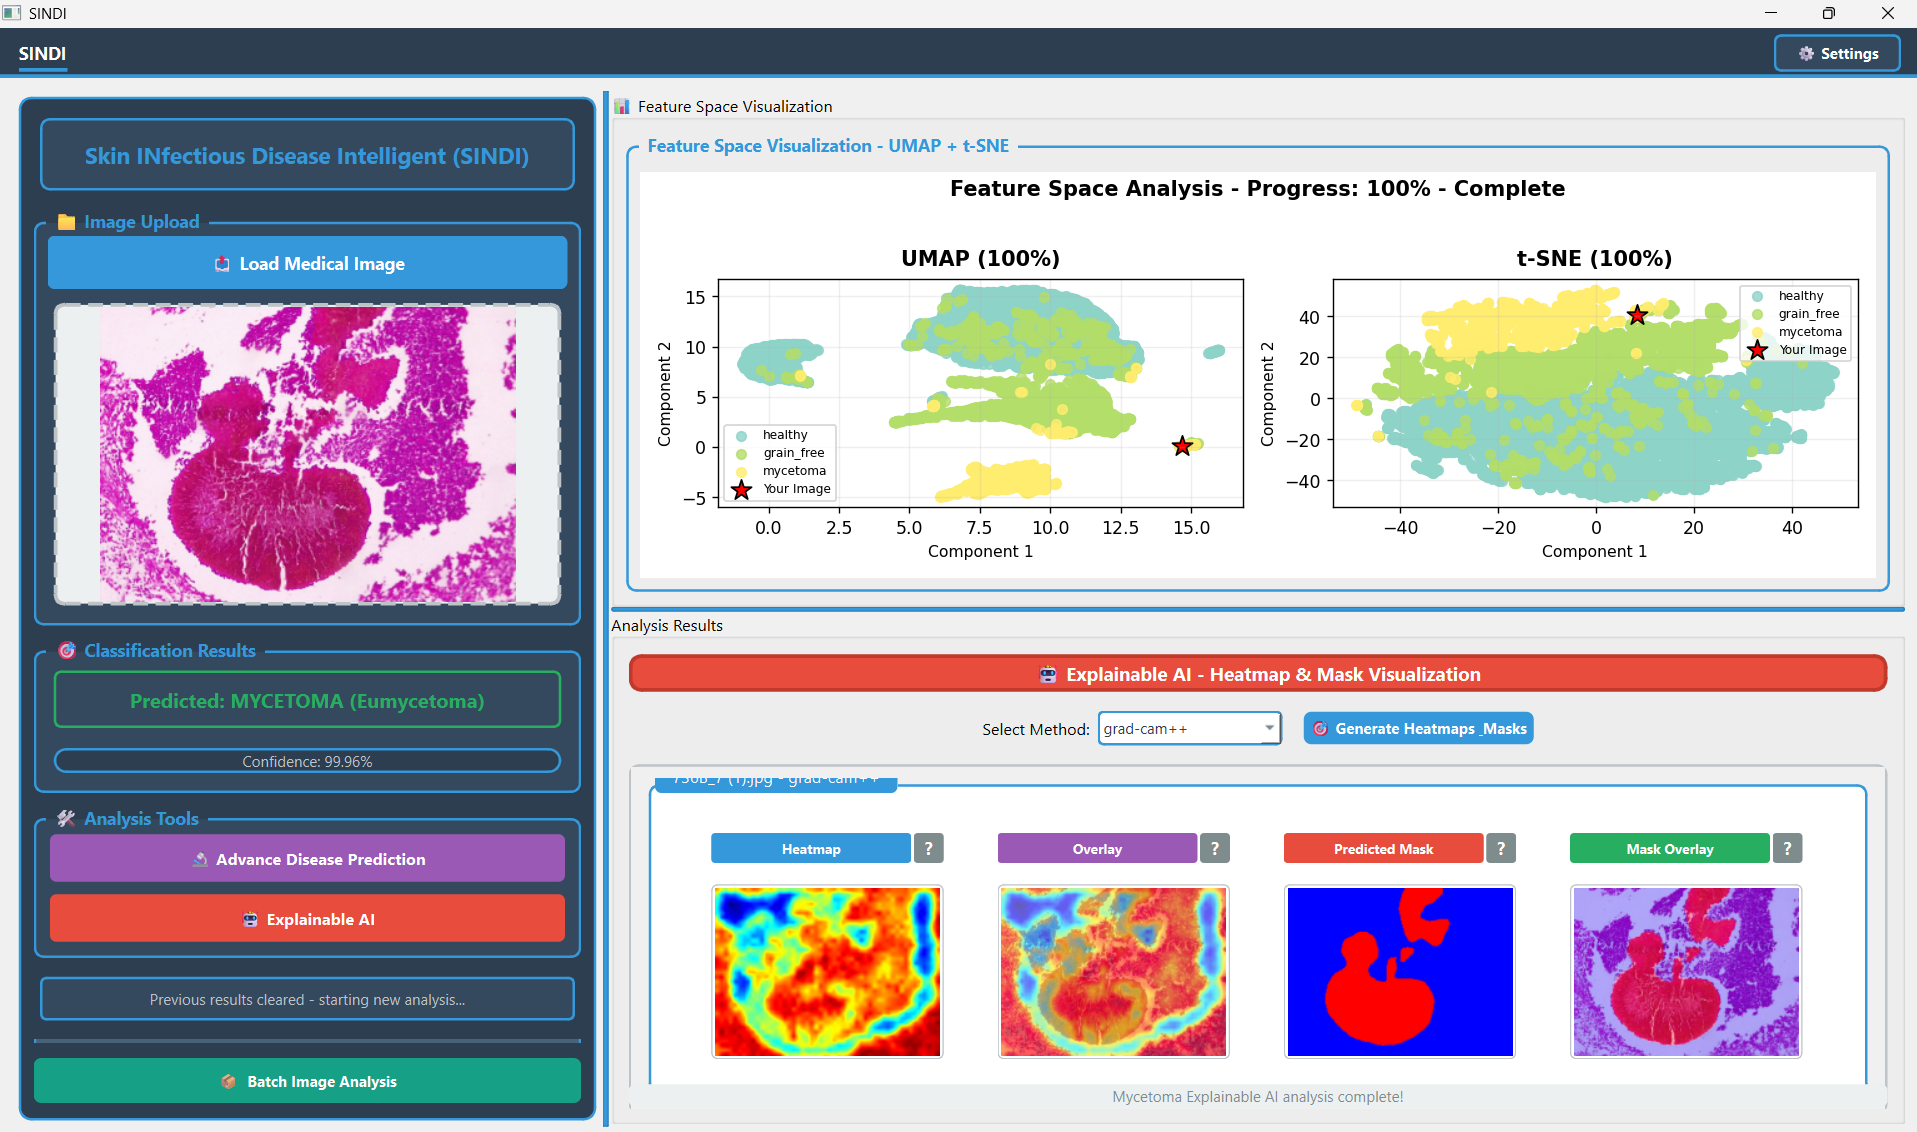 SINDI
SINDI
Settings
Skin INfectious Disease Intelligent (SINDI)
Image Upload
Load Medical Image
Classification Results
Predicted: MYCETOMA (Eumycetoma)
Confidence: 99.96%
Analysis Tools
Advance Disease Prediction
Explainable AI
Previous results cleared - starting new analysis...
Batch Image Analysis
Feature Space Visualization
Feature Space Visualization - UMAP + t-SNE
Feature Space Analysis - Progress: 100% - Complete
UMAP (100%)
15
10
5
0
−5
Component 2
healthy
grain_free
mycetoma
Your Image
0.0 2.5 5.0 7.5 10.0 12.5 15.0
Component 1
t-SNE (100%)
40
20
0
−20
−40
Component 2
healthy
grain_free
mycetoma
Your Image
−40 −20 0 20 40
Component 1
Analysis Results
Explainable AI - Heatmap & Mask Visualization
Select Method: grad-cam++ Generate Heatmaps _Masks
grad-cam++
Heatmap ? Overlay ? Predicted Mask ? Mask Overlay ?
Mycetoma Explainable AI analysis complete!